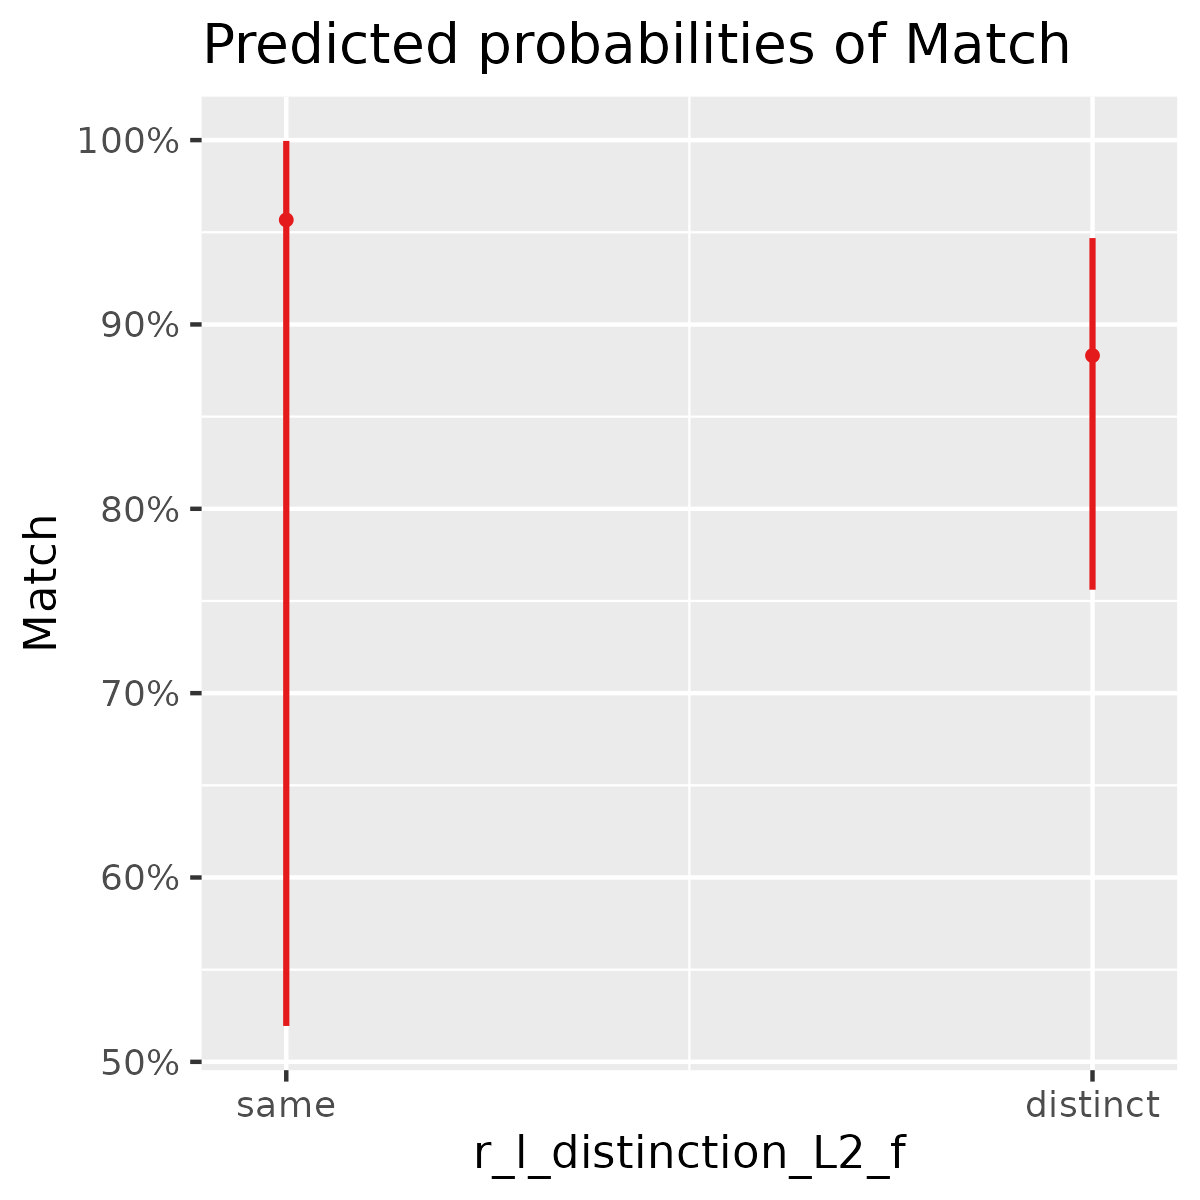 Predicted probabilities of Match
100%
90%
80%
70%
60%
50%
Match
same
distinct
r_l_distinction_L2_f